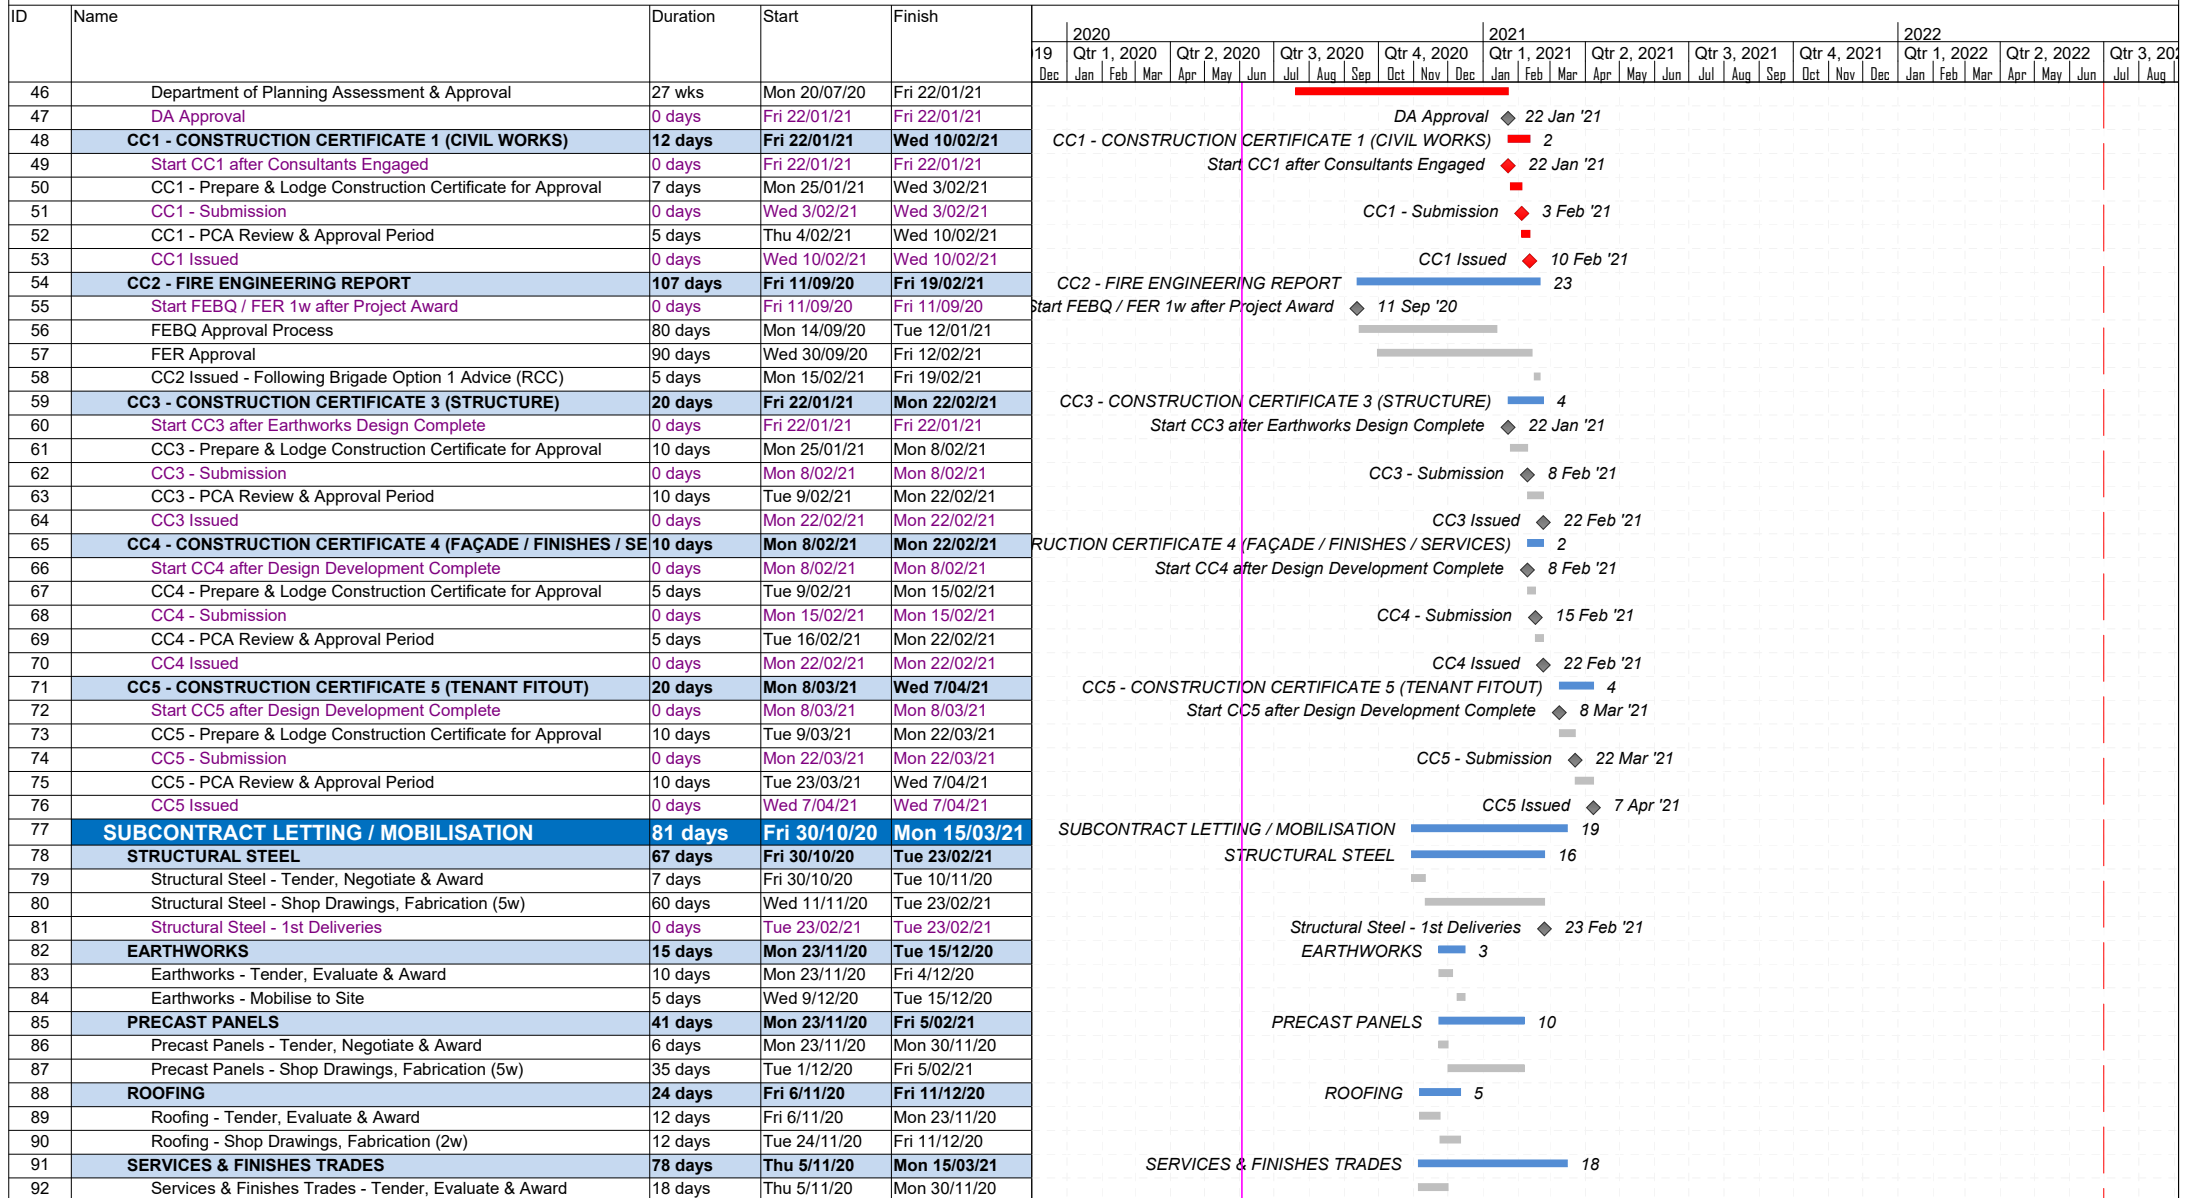 ID Name Duration Start Finish
2020 2021 2022
19 Qtr 1, 2020 Qtr 2, 2020 Qtr 3, 2020 Qtr 4, 2020 Qtr 1, 2021 Qtr 2, 2021 Qtr 3, 2021 Qtr 4, 2021 Qtr 1, 2022 Qtr 2, 2022 Qtr 3,
Dec Jan Feb Mar Apr May Jun Jul Aug Sep Oct Nov Dec Jan Feb Mar Apr May Jun Jul Aug Sep Oct Nov Dec Jan Feb Mar Apr May Jun Jul Aug
46 Department of Planning Assessment & Approval 27 wks Mon 20/07/20 Fri 22/01/21
47 DA Approval 0 days Fri 22/01/21 Fri 22/01/21 DA Approval 22 Jan '21
48 CC1 - CONSTRUCTION CERTIFICATE 1 (CIVIL WORKS) 12 days Fri 22/01/21 Wed 10/02/21 CC1 - CONSTRUCTION CERTIFICATE 1 (CIVIL WORKS) 2
49 Start CC1 after Consultants Engaged 0 days Fri 22/01/21 Fri 22/01/21 Start CC1 after Consultants Engaged 22 Jan '21
50 CC1 - Prepare & Lodge Construction Certificate for Approval 7 days Mon 25/01/21 Wed 3/02/21
51 CC1 - Submission 0 days Wed 3/02/21 Wed 3/02/21 CC1 - Submission 3 Feb '21
52 CC1 - PCA Review & Approval Period 5 days Thu 4/02/21 Wed 10/02/21
53 CC1 Issued 0 days Wed 10/02/21 Wed 10/02/21 CC1 Issued 10 Feb '21
54 CC2 - FIRE ENGINEERING REPORT 107 days Fri 11/09/20 Fri 19/02/21 CC2 - FIRE ENGINEERING REPORT 23
55 Start FEBQ / FER 1w after Project Award 0 days Fri 11/09/20 Fri 11/09/20 Start FEBQ / FER 1w after Project Award 11 Sep '20
56 FEBQ Approval Process 80 days Mon 14/09/20 Tue 12/01/21
57 FER Approval 90 days Wed 30/09/20 Fri 12/02/21
58 CC2 Issued - Following Brigade Option 1 Advice (RCC) 5 days Mon 15/02/21 Fri 19/02/21
59 CC3 - CONSTRUCTION CERTIFICATE 3 (STRUCTURE) 20 days Fri 22/01/21 Mon 22/02/21 CC3 - CONSTRUCTION CERTIFICATE 3 (STRUCTURE) 4
60 Start CC3 after Earthworks Design Complete 0 days Fri 22/01/21 Fri 22/01/21 Start CC3 after Earthworks Design Complete 22 Jan '21
61 CC3 - Prepare & Lodge Construction Certificate for Approval 10 days Mon 25/01/21 Mon 8/02/21
62 CC3 - Submission 0 days Mon 8/02/21 Mon 8/02/21 CC3 - Submission 8 Feb '21
63 CC3 - PCA Review & Approval Period 10 days Tue 9/02/21 Mon 22/02/21
64 CC3 Issued 0 days Mon 22/02/21 Mon 22/02/21 CC3 Issued 22 Feb '21
65 CC4 - CONSTRUCTION CERTIFICATE 4 (FAÇADE / FINISHES / SE 10 days Mon 8/02/21 Mon 22/02/21 RUCTION CERTIFICATE 4 (FAÇADE / FINISHES / SERVICES) 2
66 Start CC4 after Design Development Complete 0 days Mon 8/02/21 Mon 8/02/21 Start CC4 after Design Development Complete 8 Feb '21
67 CC4 - Prepare & Lodge Construction Certificate for Approval 5 days Tue 9/02/21 Mon 15/02/21
68 CC4 - Submission 0 days Mon 15/02/21 Mon 15/02/21 CC4 - Submission 15 Feb '21
69 CC4 - PCA Review & Approval Period 5 days Tue 16/02/21 Mon 22/02/21
70 CC4 Issued 0 days Mon 22/02/21 Mon 22/02/21 CC4 Issued 22 Feb '21
71 CC5 - CONSTRUCTION CERTIFICATE 5 (TENANT FITOUT) 20 days Mon 8/03/21 Wed 7/04/21 CC5 - CONSTRUCTION CERTIFICATE 5 (TENANT FITOUT) 4
72 Start CC5 after Design Development Complete 0 days Mon 8/03/21 Mon 8/03/21 Start CC5 after Design Development Complete 8 Mar '21
73 CC5 - Prepare & Lodge Construction Certificate for Approval 10 days Tue 9/03/21 Mon 22/03/21
74 CC5 - Submission 0 days Mon 22/03/21 Mon 22/03/21 CC5 - Submission 22 Mar '21
75 CC5 - PCA Review & Approval Period 10 days Tue 23/03/21 Wed 7/04/21
76 CC5 Issued 0 days Wed 7/04/21 Wed 7/04/21 CC5 Issued 7 Apr '21
77 SUBCONTRACT LETTING / MOBILISATION 81 days Fri 30/10/20 Mon 15/03/21 SUBCONTRACT LETTING / MOBILISATION 19
78 STRUCTURAL STEEL 67 days Fri 30/10/20 Tue 23/02/21 STRUCTURAL STEEL 16
79 Structural Steel - Tender, Negotiate & Award 7 days Fri 30/10/20 Tue 10/11/20
80 Structural Steel - Shop Drawings, Fabrication (5w) 60 days Wed 11/11/20 Tue 23/02/21
81 Structural Steel - 1st Deliveries 0 days Tue 23/02/21 Tue 23/02/21 Structural Steel - 1st Deliveries 23 Feb '21
82 EARTHWORKS 15 days Mon 23/11/20 Tue 15/12/20 EARTHWORKS 3
83 Earthworks - Tender, Evaluate & Award 10 days Mon 23/11/20 Fri 4/12/20
84 Earthworks - Mobilise to Site 5 days Wed 9/12/20 Tue 15/12/20
85 PRECAST PANELS 41 days Mon 23/11/20 Fri 5/02/21 PRECAST PANELS 10
86 Precast Panels - Tender, Negotiate & Award 6 days Mon 23/11/20 Mon 30/11/20
87 Precast Panels - Shop Drawings, Fabrication (5w) 35 days Tue 1/12/20 Fri 5/02/21
88 ROOFING 24 days Fri 6/11/20 Fri 11/12/20 ROOFING 5
89 Roofing - Tender, Evaluate & Award 12 days Fri 6/11/20 Mon 23/11/20
90 Roofing - Shop Drawings, Fabrication (2w) 12 days Tue 24/11/20 Fri 11/12/20
91 SERVICES & FINISHES TRADES 78 days Thu 5/11/20 Mon 15/03/21 SERVICES & FINISHES TRADES 18
92 Services & Finishes Trades - Tender, Evaluate & Award 18 days Thu 5/11/20 Mon 30/11/20